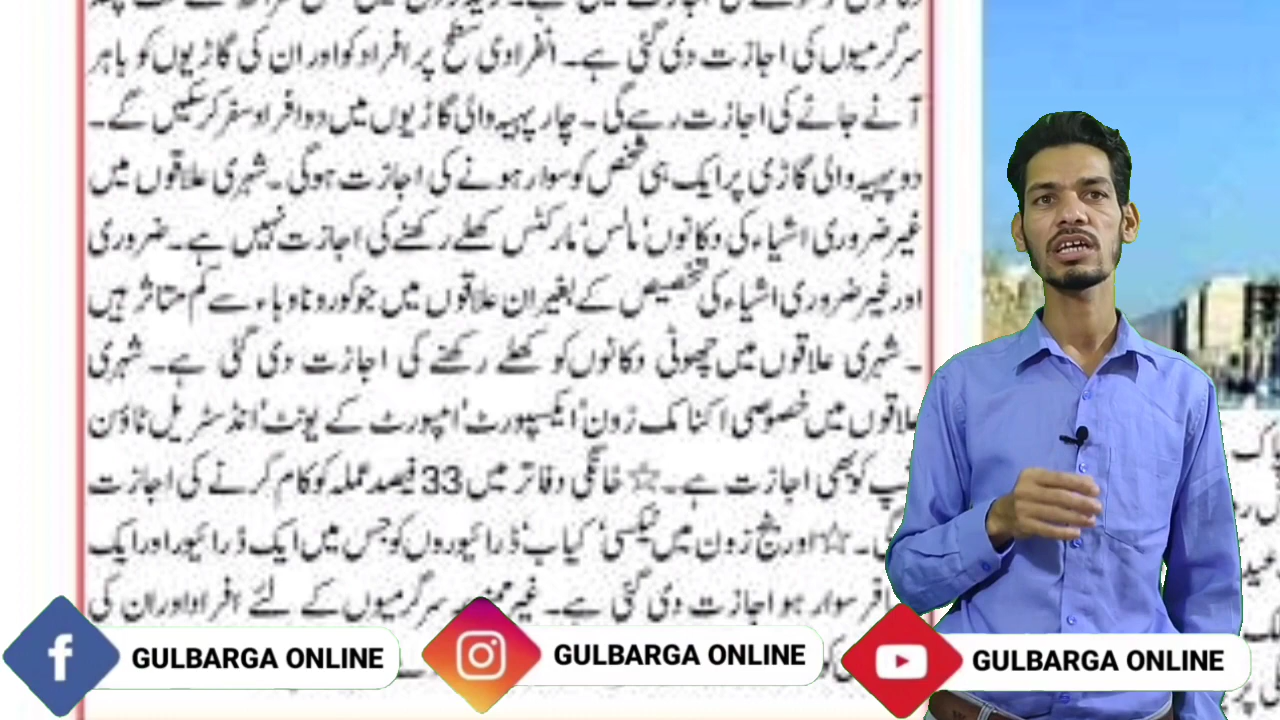 سرگرمیوں کی اجازت دی گئی ہے۔ انفرادی سطح پر افراد کو اور ان کی گاڑیوں کو باہر
آنے جانے کی اجازت رہے گی ۔ چار پہیہ والی گاڑیوں میں دو افراد سفر کرسکیں گے۔
دو پہیہ والی گاڑی پر ایک ہی شخص کو سوار ہونے کی اجازت ہوگی ۔ شہری علاقوں میں
غیر ضروری اشیاء کی دکانوں‘ مالس‘ مارکٹس کھلے رکھنے کی اجازت نہیں ہے۔ ضروری
اور غیر ضروری اشیاء کی تخصیص کے بغیر ان علاقوں میں جو کورونا وباء سے کم متاثر ہیں
۔ شہری علاقوں میں چھوٹی دکانوں کو کھلے رکھنے کی اجازت دی گئی ہے۔ شہری
علاقوں میں خصوصی اکنامک زون‘ ایکسپورٹ‘ امپورٹ کے یونٹ‘ انڈسٹریل ٹاؤن
کو بھی اجازت ہے۔ ☆ خانگی دفاتر میں 33 فیصد عملہ کو کام کرنے کی اجازت
۔ ☆ اورینج زون میں ٹیکسی‘ کیاب‘ ڈرائیوروں کو جس میں ایک ڈرائیور اور ایک
سوار ہو اجازت دی گئی ہے۔ سرگرمیوں کے لئے افراد اور ان کی
GULBARGA ONLINE
GULBARGA ONLINE
GULBARGA ONLINE